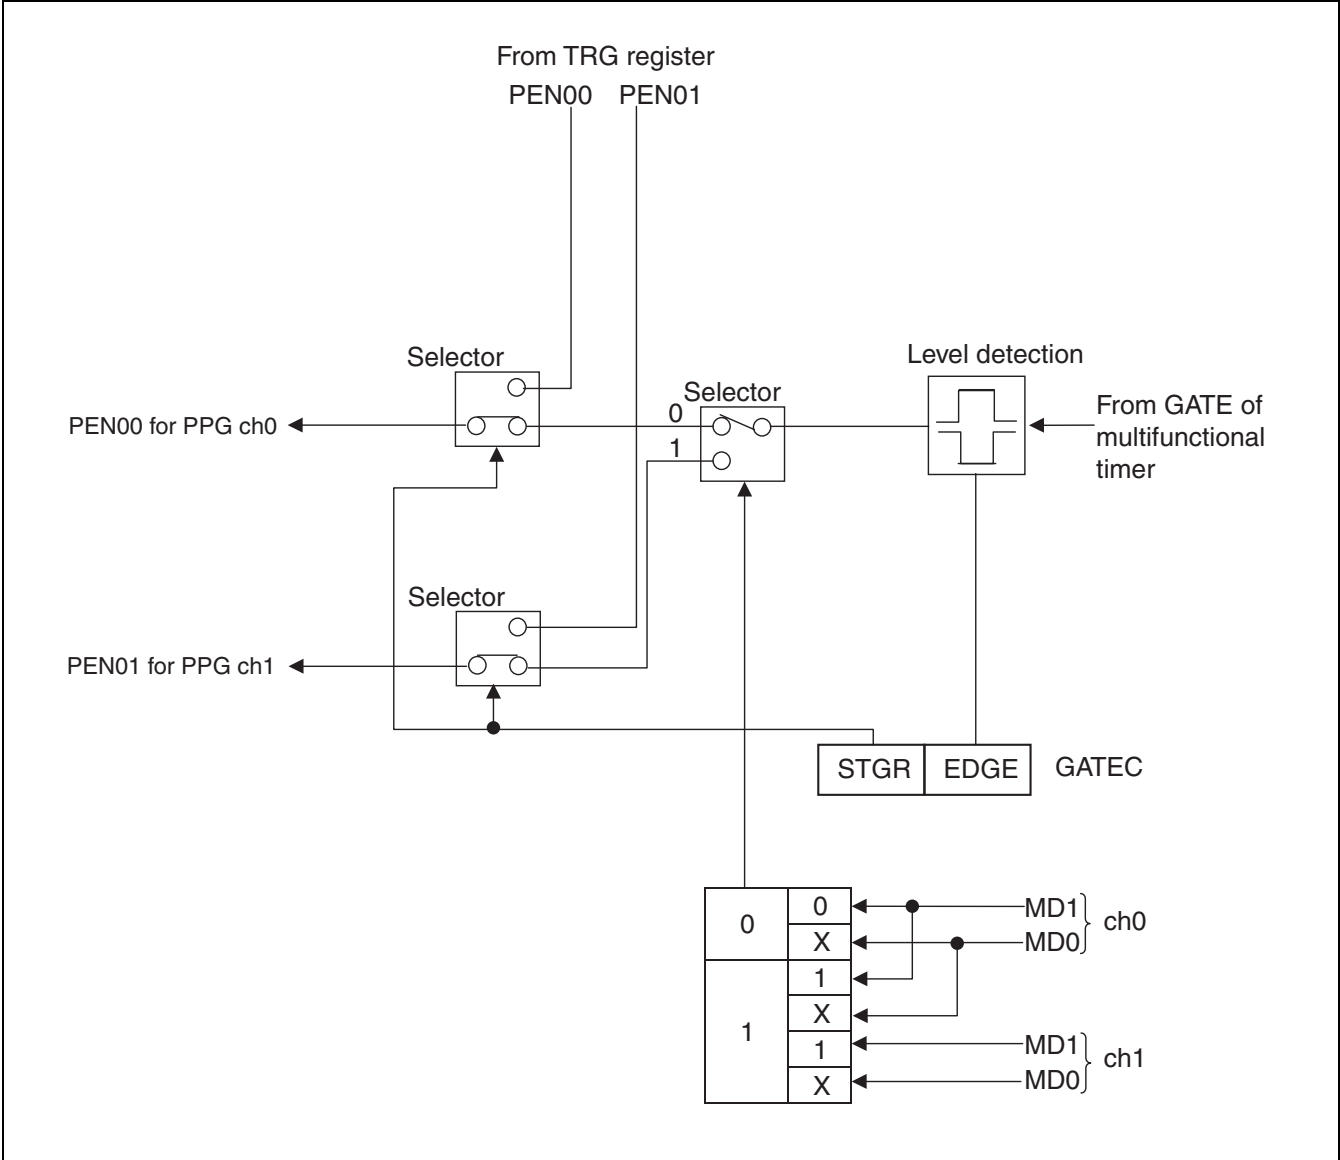 From TRG register
PEN00 PEN01
Selector
PEN00 for PPG ch0
Selector
0
1
Level detection
From GATE of
multifunctional
timer
Selector
PEN01 for PPG ch1
STGR EDGE GATEC
0
0
X
MD1
MD0
ch0
1
1
X
1
X
MD1
MD0
ch1